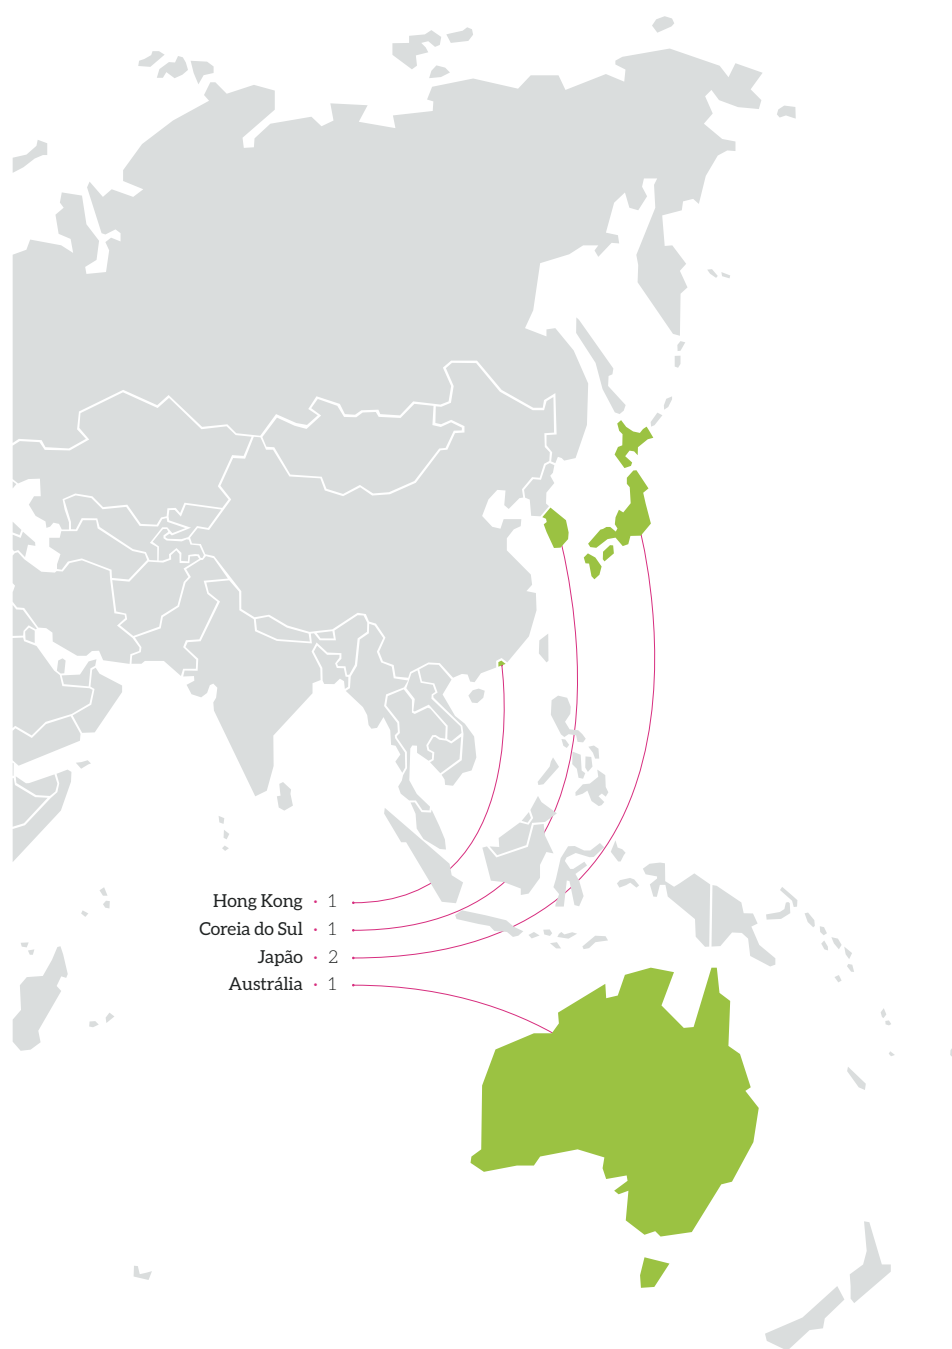 Hong Kong · 1
Coreia do Sul · 1
Japão · 2
Austrália · 1